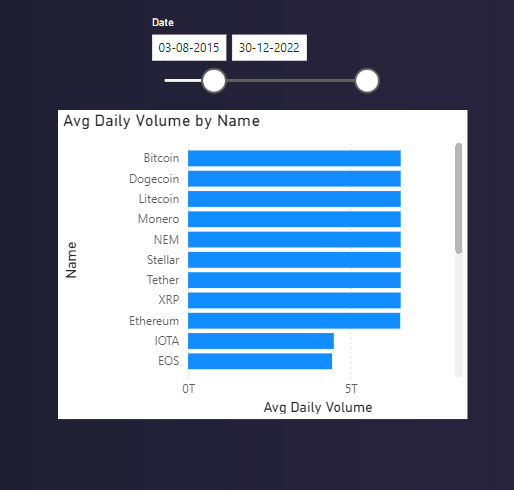 Date
03-08-2015 30-12-2022
Avg Daily Volume by Name
Bitcoin
Dogecoin
Litecoin
Monero
NEM
Stellar
Tether
XRP
Ethereum
IOTA
EOS
Name
0T 5T
Avg Daily Volume